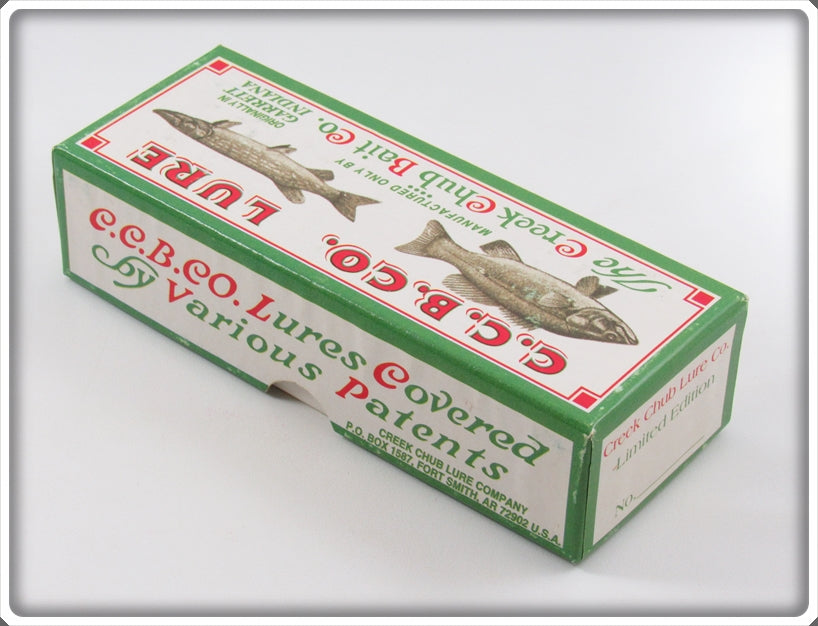 The Creek Chub Bait Co.
MANUFACTURED ONLY BY
ORIGINALLY IN
GARRETT
INDIANA
C.C.B.CO. LURE
C.C.B.CO. Lures Covered
by Various Patents
CREEK CHUB LURE COMPANY
P.O. BOX 1587, FORT SMITH, AR 72902 U.S.A.
Creek Chub Lure Co.
Limited Edition
No.